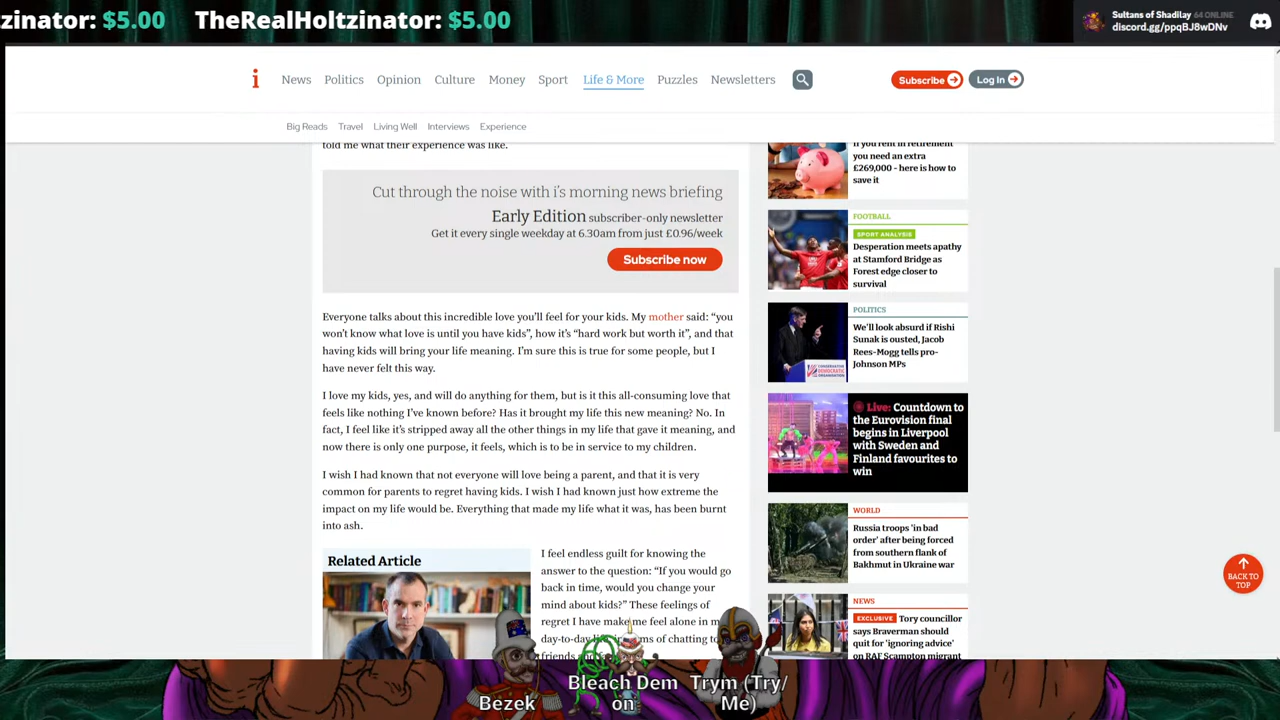 zinator: $5.00 TheRealHoltzinator: $5.00
Sultans of Shadilay 64 ONLINE
discord.gg/ppqBJ8wDNv
i News Politics Opinion Culture Money Sport Life & More Puzzles Newsletters Subscribe Log In
Big Reads Travel Living Well Interviews Experience
told me what their experience was like.
Cut through the noise with i's morning news briefing
Early Edition subscriber-only newsletter
Get it every single weekday at 6.30am from just £0.96/week
Subscribe now
Everyone talks about this incredible love you'll feel for your kids. My mother said: “you
won't know what love is until you have kids”, how it's “hard work but worth it”, and that
having kids will bring your life meaning. I'm sure this is true for some people, but I
have never felt this way.
I love my kids, yes, and will do anything for them, but is it this all-consuming love that
feels like nothing I've known before? Has it brought my life this new meaning? No. In
fact, I feel like it's stripped away all the other things in my life that gave it meaning, and
now there is only one purpose, it feels, which is to be in service to my children.
I wish I had known that not everyone will love being a parent, and that it is very
common for parents to regret having kids. I wish I had known just how extreme the
impact on my life would be. Everything that made my life what it was, has been burnt
into ash.
Related Article
I feel endless guilt for knowing the
answer to the question: “If you would go
back in time, would you change your
mind about kids?” These feelings of
regret I have make me feel alone in
day-to-day of chatting to
friends
If you rent in retirement
you need an extra
£269,000 - here is how to
save it
FOOTBALL
SPORT ANALYSIS
Desperation meets apathy
at Stamford Bridge as
Forest edge closer to
survival
POLITICS
We'll look absurd if Rishi
Sunak is ousted, Jacob
Rees-Mogg tells pro-
Johnson MPs
Live: Countdown to
the Eurovision final
begins in Liverpool
with Sweden and
Finland favourites to
win
WORLD
Russia troops 'in bad
order' after being forced
from southern flank of
Bakhmut in Ukraine war
NEWS
EXCLUSIVE Tory councillor
says Braverman should
quit for 'ignoring advice'
on RAF Scampton migrant
BACK TO
TOP
Bezek
Bleach Dem
on
Trym (Try/
Me)